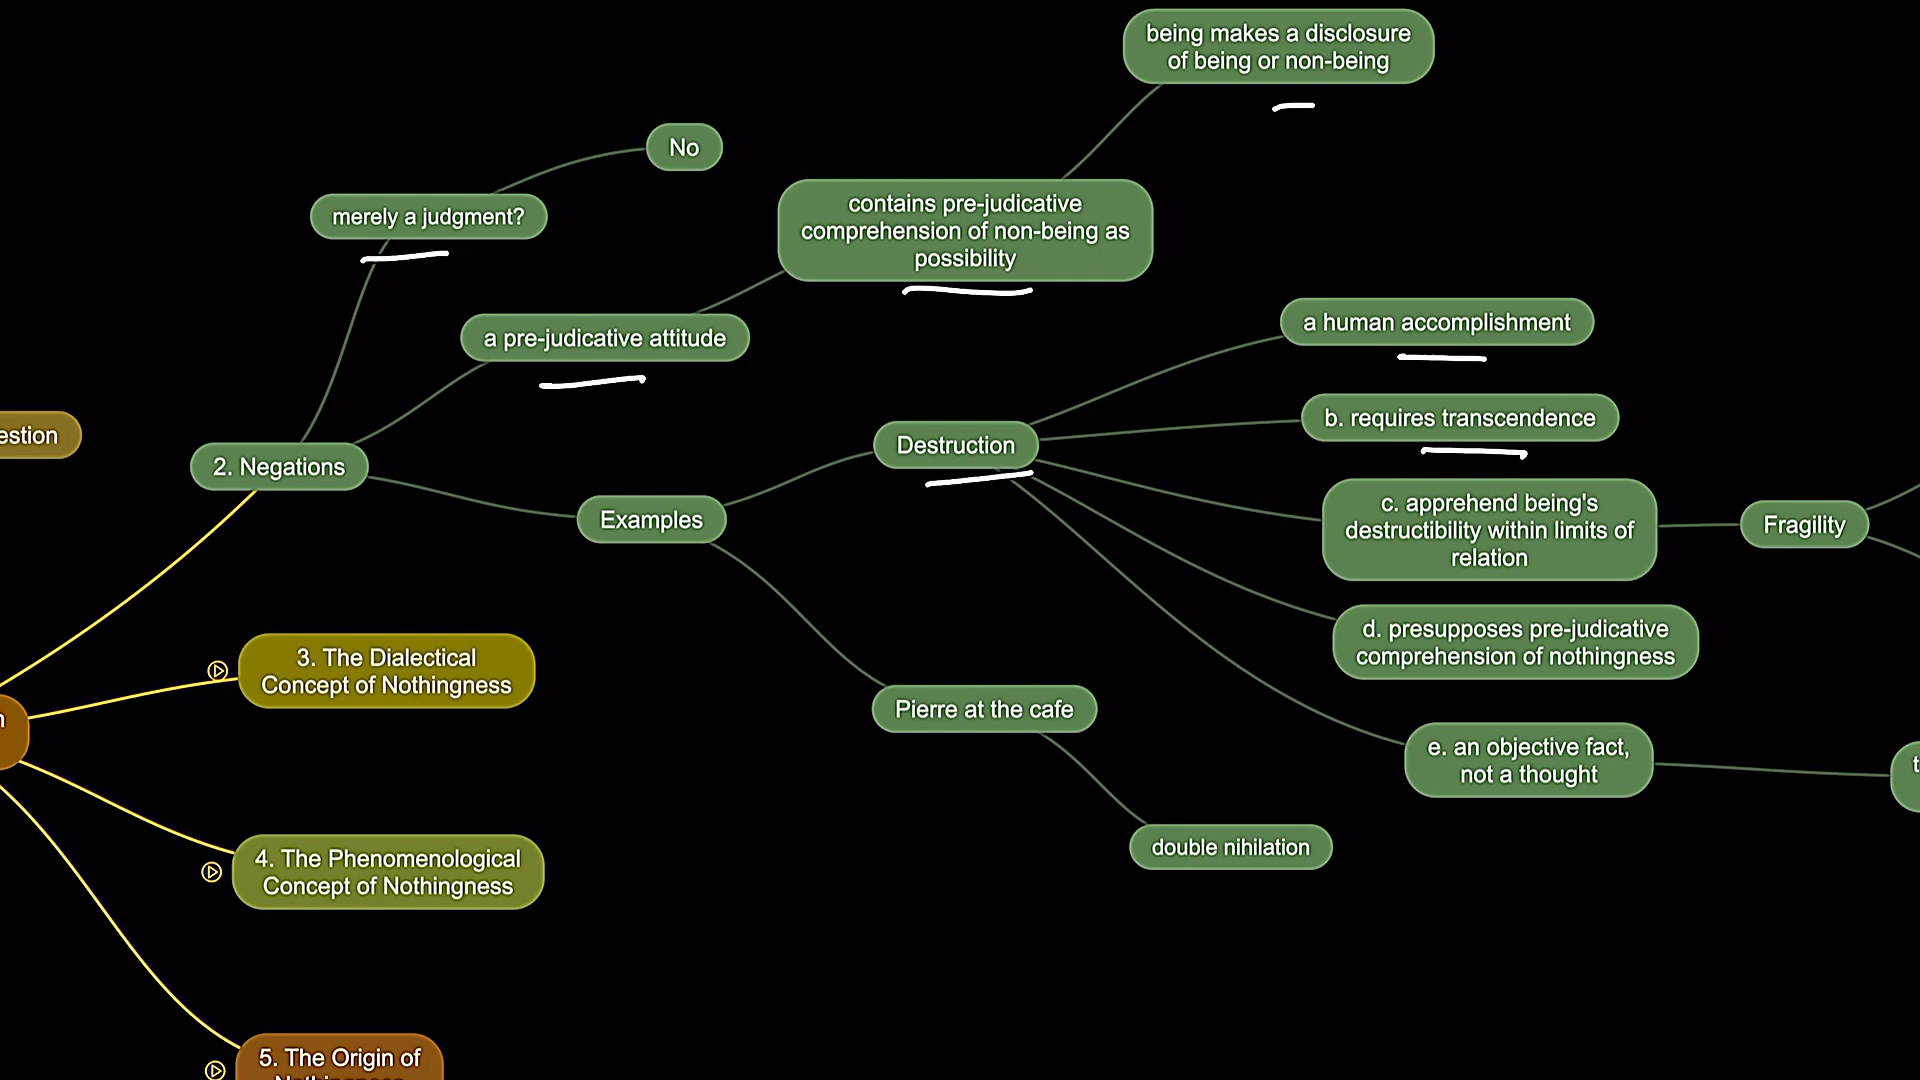 being makes a disclosure
of being or non-being
No
merely a judgment?
contains pre-judicative
comprehension of non-being as
possibility
a pre-judicative attitude
a human accomplishment
b. requires transcendence
estion
2. Negations
Destruction
Examples
c. apprehend being's
destructibility within limits of
relation
Fragility
d. presupposes pre-judicative
comprehension of nothingness
3. The Dialectical
Concept of Nothingness
Pierre at the cafe
e. an objective fact,
not a thought
double nihilation
4. The Phenomenological
Concept of Nothingness
5. The Origin of